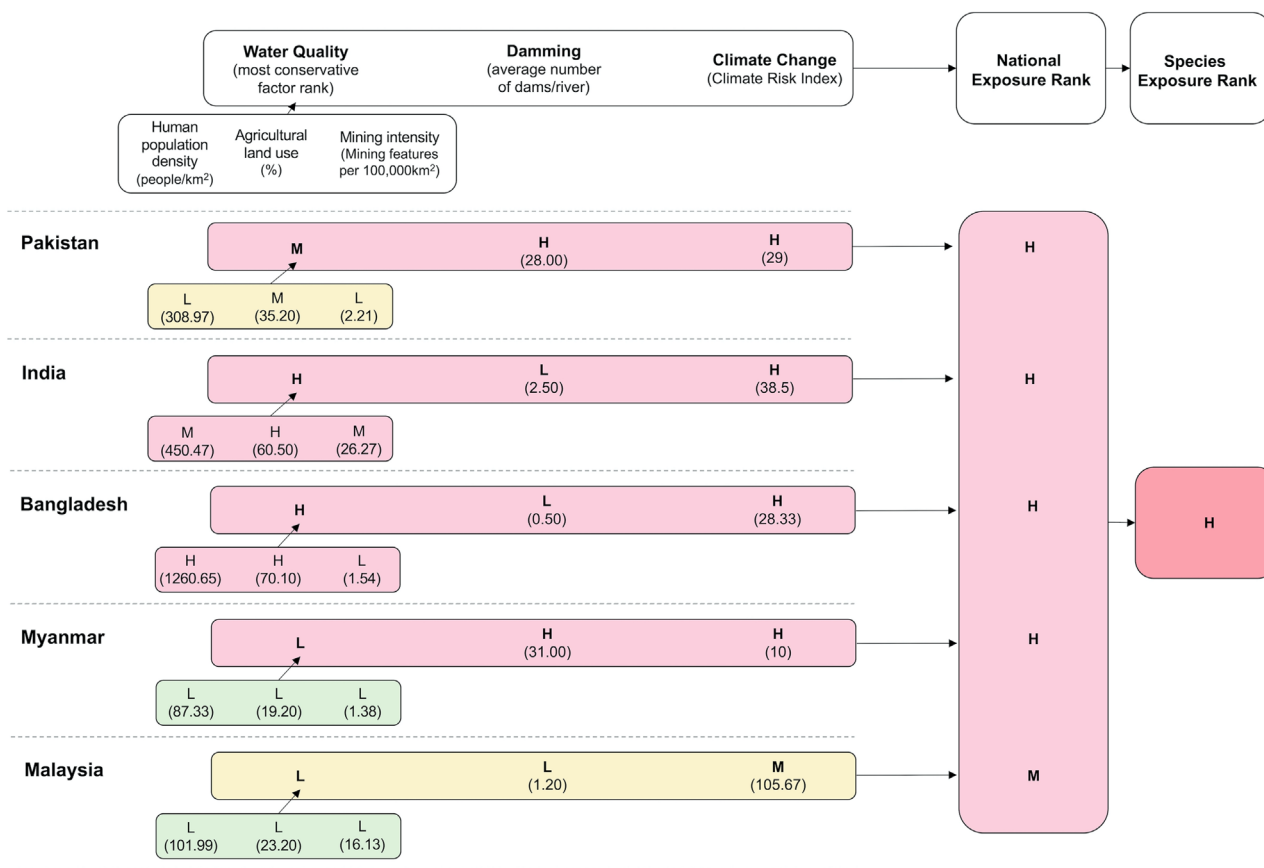 Water Quality
(most conservative
factor rank)
Damming
(average number
of dams/river)
Climate Change
(Climate Risk Index)
National
Exposure Rank
Species
Exposure Rank
Human
population
density
(people/km²)
Agricultural
land use
(%)
Mining intensity
(Mining features
per 100,000km²)
Pakistan
M
H
(28.00)
H
(29)
H
L
(308.97)
M
(35.20)
L
(2.21)
India
H
L
(2.50)
H
(38.5)
H
M
(450.47)
H
(60.50)
M
(26.27)
Bangladesh
H
L
(0.50)
H
(28.33)
H
H
H
(1260.65)
H
(70.10)
L
(1.54)
Myanmar
L
H
(31.00)
H
(10)
H
L
(87.33)
L
(19.20)
L
(1.38)
Malaysia
L
L
(1.20)
M
(105.67)
M
L
(101.99)
L
(23.20)
L
(16.13)